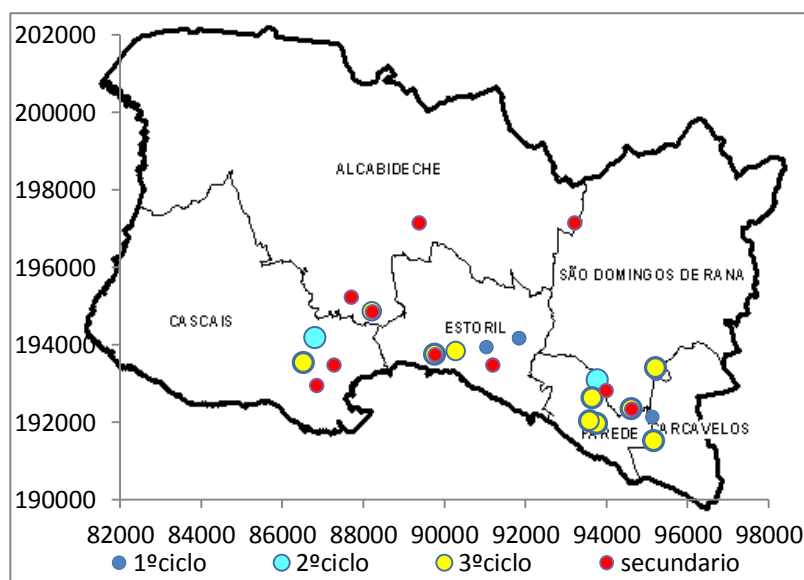 202000
200000
198000
196000
194000
192000
190000
ALCABIDECHE
SÃO DOMINGOS DE RANA
CASCAIS
ESTORIL
PAREDE
CARCAVELOS
82000 84000 86000 88000 90000 92000 94000 96000 98000
1ºciclo 2ºciclo 3ºciclo secundario